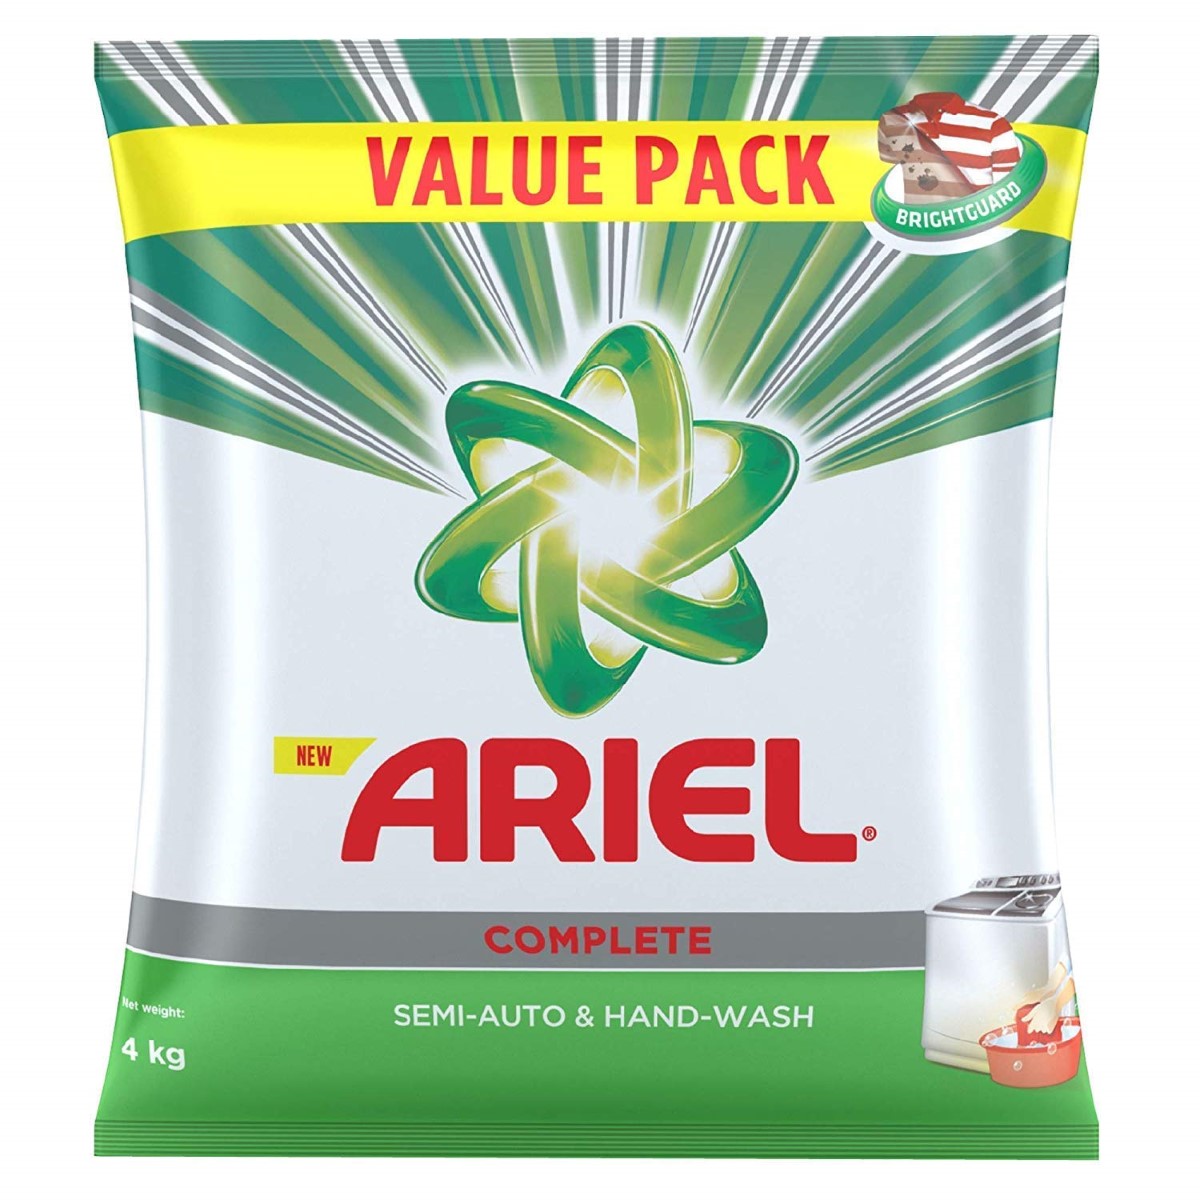 VALUE PACK
BRIGHTGUARD
NEW
ARIEL®
COMPLETE
SEMI-AUTO & HAND-WASH
Net weight:
4 kg